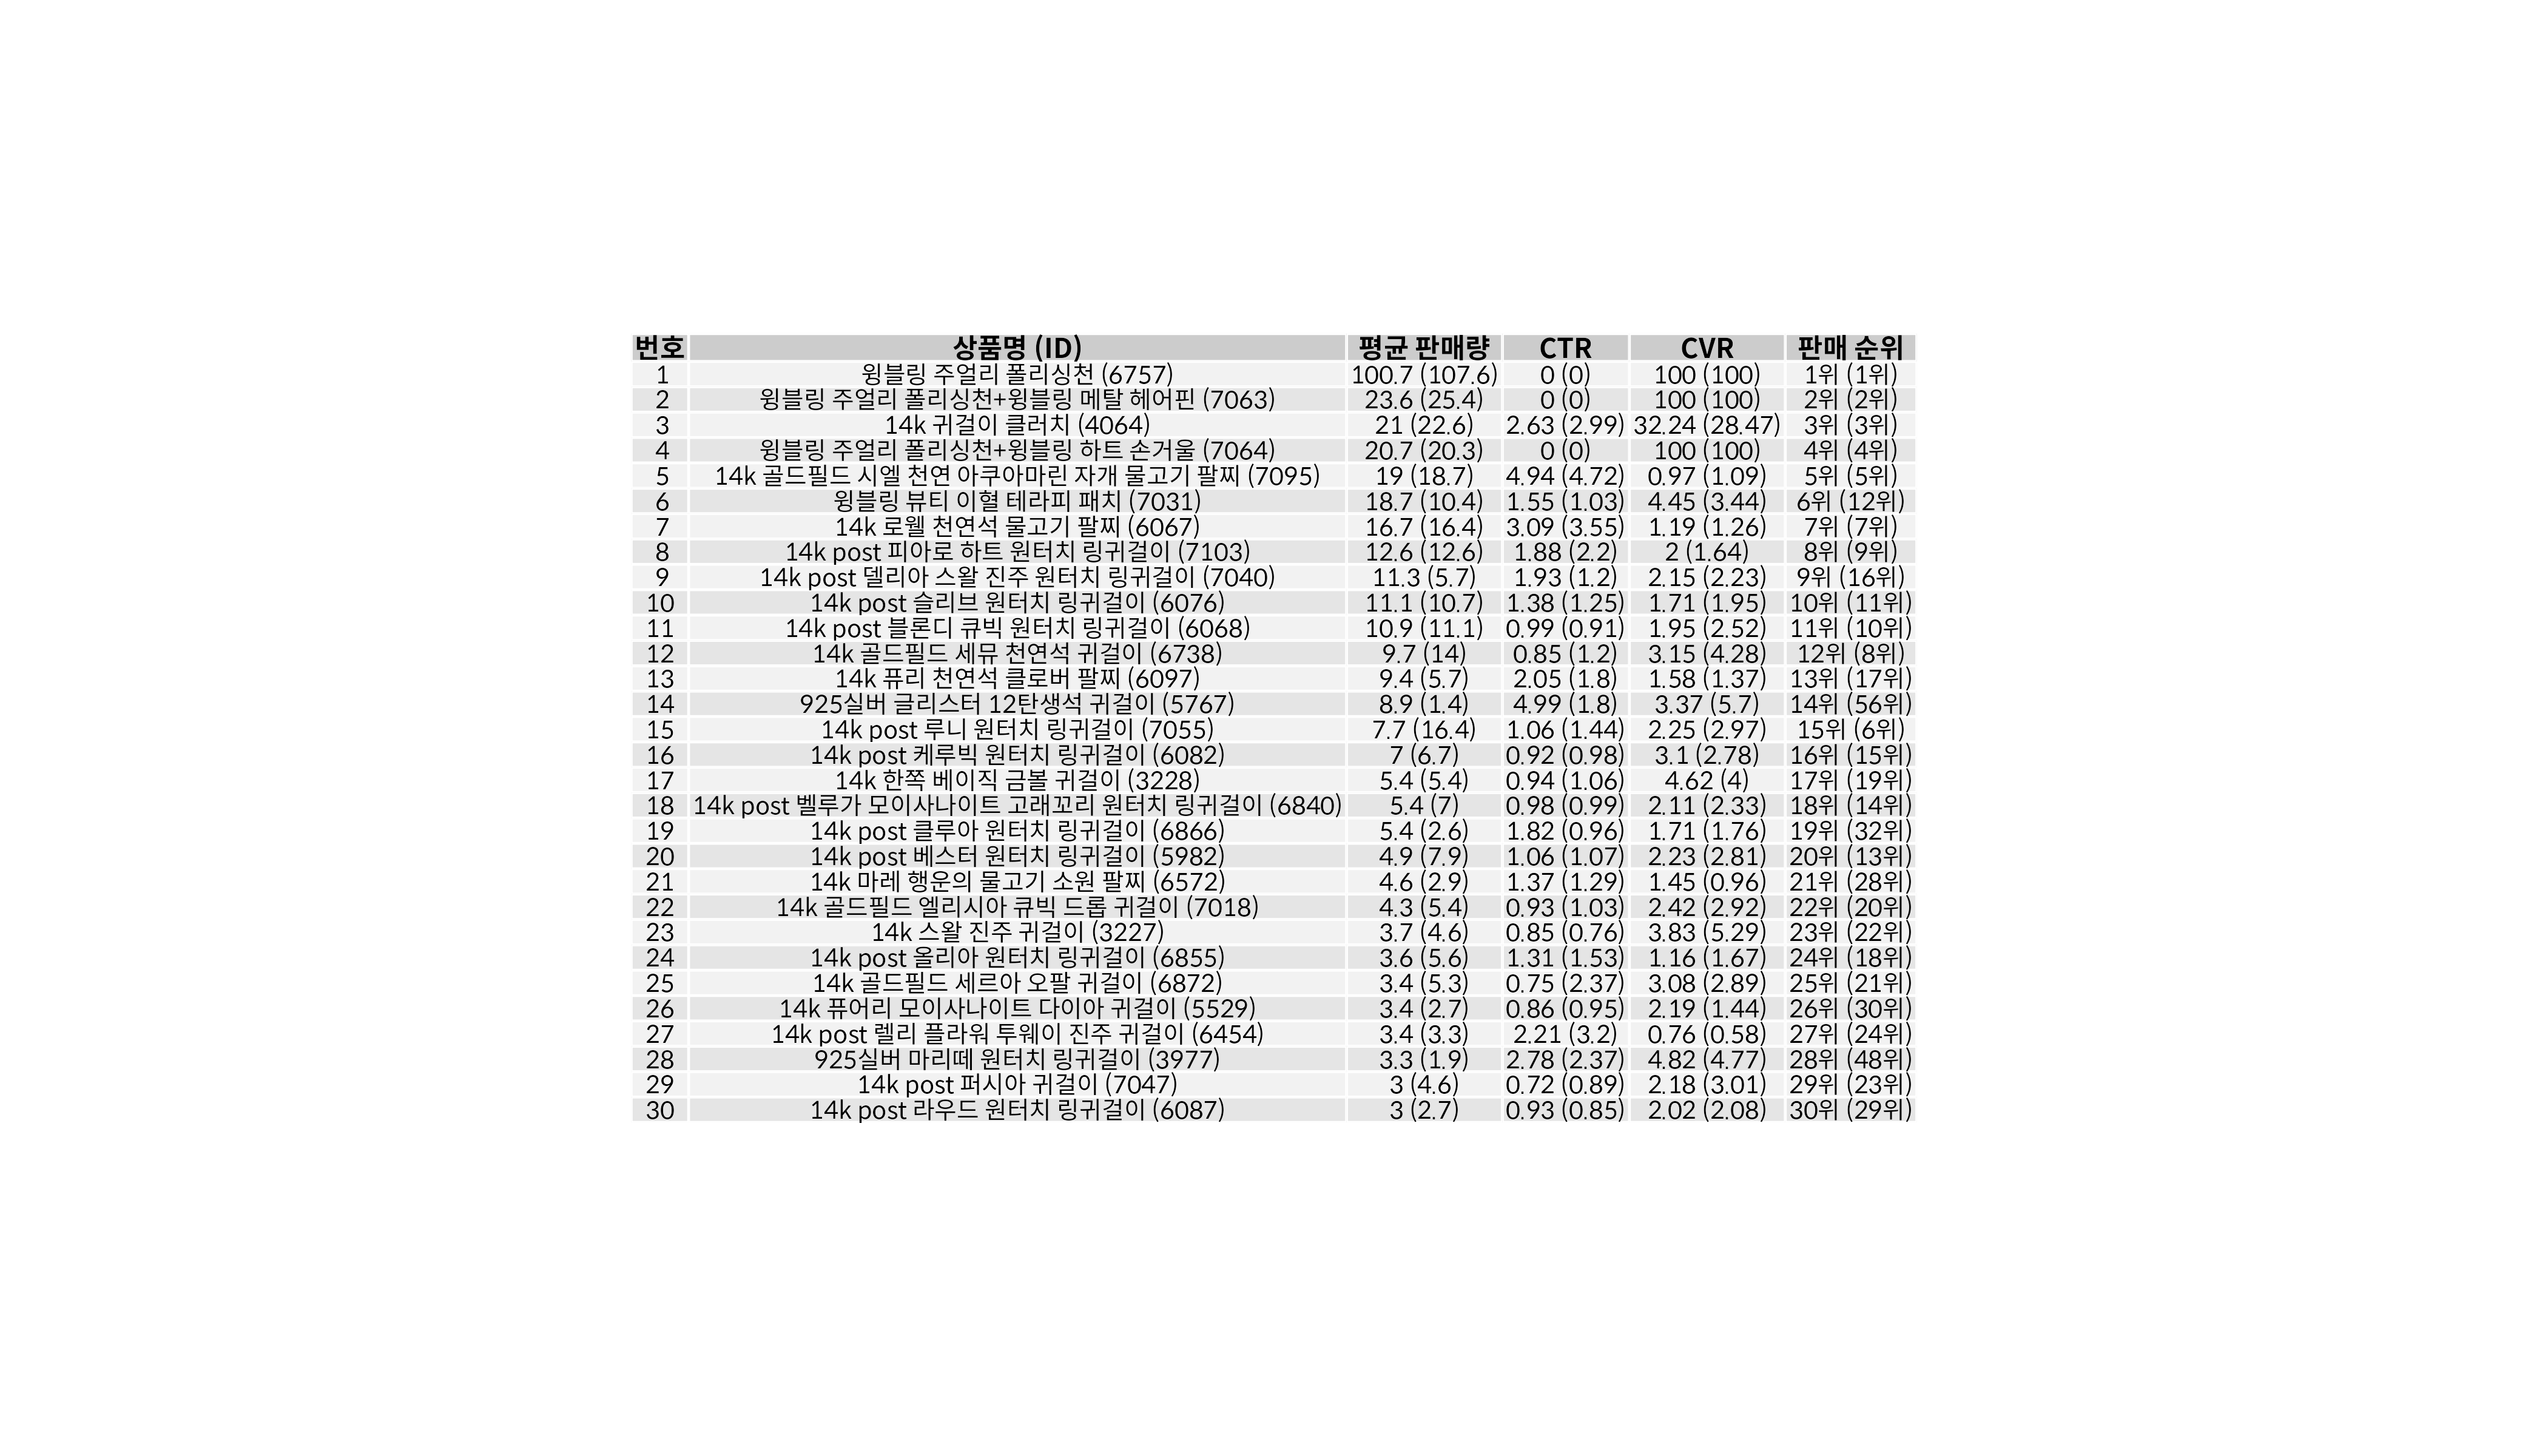 번호 상품명 (ID) 평균 판매량 CTR CVR 판매 순위
1 윙블링 주얼리 폴리싱천 (6757) 100.7 (107.6) 0 (0) 100 (100) 1위 (1위)
2 윙블링 주얼리 폴리싱천+윙블링 메탈 헤어핀 (7063) 23.6 (25.4) 0 (0) 100 (100) 2위 (2위)
3 14k 귀걸이 클러치 (4064) 21 (22.6) 2.63 (2.99) 32.24 (28.47) 3위 (3위)
4 윙블링 주얼리 폴리싱천+윙블링 하트 손거울 (7064) 20.7 (20.3) 0 (0) 100 (100) 4위 (4위)
5 14k 골드필드 시엘 천연 아쿠아마린 자개 물고기 팔찌 (7095) 19 (18.7) 4.94 (4.72) 0.97 (1.09) 5위 (5위)
6 윙블링 뷰티 이혈 테라피 패치 (7031) 18.7 (10.4) 1.55 (1.03) 4.45 (3.44) 6위 (12위)
7 14k 로웰 천연석 물고기 팔찌 (6067) 16.7 (16.4) 3.09 (3.55) 1.19 (1.26) 7위 (7위)
8 14k post 피아로 하트 원터치 링귀걸이 (7103) 12.6 (12.6) 1.88 (2.2) 2 (1.64) 8위 (9위)
9 14k post 델리아 스왈 진주 원터치 링귀걸이 (7040) 11.3 (5.7) 1.93 (1.2) 2.15 (2.23) 9위 (16위)
10 14k post 슬리브 원터치 링귀걸이 (6076) 11.1 (10.7) 1.38 (1.25) 1.71 (1.95) 10위 (11위)
11 14k post 블론디 큐빅 원터치 링귀걸이 (6068) 10.9 (11.1) 0.99 (0.91) 1.95 (2.52) 11위 (10위)
12 14k 골드필드 세뮤 천연석 귀걸이 (6738) 9.7 (14) 0.85 (1.2) 3.15 (4.28) 12위 (8위)
13 14k 퓨리 천연석 클로버 팔찌 (6097) 9.4 (5.7) 2.05 (1.8) 1.58 (1.37) 13위 (17위)
14 925실버 글리스터 12탄생석 귀걸이 (5767) 8.9 (1.4) 4.99 (1.8) 3.37 (5.7) 14위 (56위)
15 14k post 루니 원터치 링귀걸이 (7055) 7.7 (16.4) 1.06 (1.44) 2.25 (2.97) 15위 (6위)
16 14k post 케루빅 원터치 링귀걸이 (6082) 7 (6.7) 0.92 (0.98) 3.1 (2.78) 16위 (15위)
17 14k 한쪽 베이직 금볼 귀걸이 (3228) 5.4 (5.4) 0.94 (1.06) 4.62 (4) 17위 (19위)
18 14k post 벨루가 모이사나이트 고래꼬리 원터치 링귀걸이 (6840) 5.4 (7) 0.98 (0.99) 2.11 (2.33) 18위 (14위)
19 14k post 클루아 원터치 링귀걸이 (6866) 5.4 (2.6) 1.82 (0.96) 1.71 (1.76) 19위 (32위)
20 14k post 베스터 원터치 링귀걸이 (5982) 4.9 (7.9) 1.06 (1.07) 2.23 (2.81) 20위 (13위)
21 14k 마레 행운의 물고기 소원 팔찌 (6572) 4.6 (2.9) 1.37 (1.29) 1.45 (0.96) 21위 (28위)
22 14k 골드필드 엘리시아 큐빅 드롭 귀걸이 (7018) 4.3 (5.4) 0.93 (1.03) 2.42 (2.92) 22위 (20위)
23 14k 스왈 진주 귀걸이 (3227) 3.7 (4.6) 0.85 (0.76) 3.83 (5.29) 23위 (22위)
24 14k post 올리아 원터치 링귀걸이 (6855) 3.6 (5.6) 1.31 (1.53) 1.16 (1.67) 24위 (18위)
25 14k 골드필드 세르아 오팔 귀걸이 (6872) 3.4 (5.3) 0.75 (2.37) 3.08 (2.89) 25위 (21위)
26 14k 퓨어리 모이사나이트 다이아 귀걸이 (5529) 3.4 (2.7) 0.86 (0.95) 2.19 (1.44) 26위 (30위)
27 14k post 렐리 플라워 투웨이 진주 귀걸이 (6454) 3.4 (3.3) 2.21 (3.2) 0.76 (0.58) 27위 (24위)
28 925실버 마리떼 원터치 링귀걸이 (3977) 3.3 (1.9) 2.78 (2.37) 4.82 (4.77) 28위 (48위)
29 14k post 퍼시아 귀걸이 (7047) 3 (4.6) 0.72 (0.89) 2.18 (3.01) 29위 (23위)
30 14k post 라우드 원터치 링귀걸이 (6087) 3 (2.7) 0.93 (0.85) 2.02 (2.08) 30위 (29위)